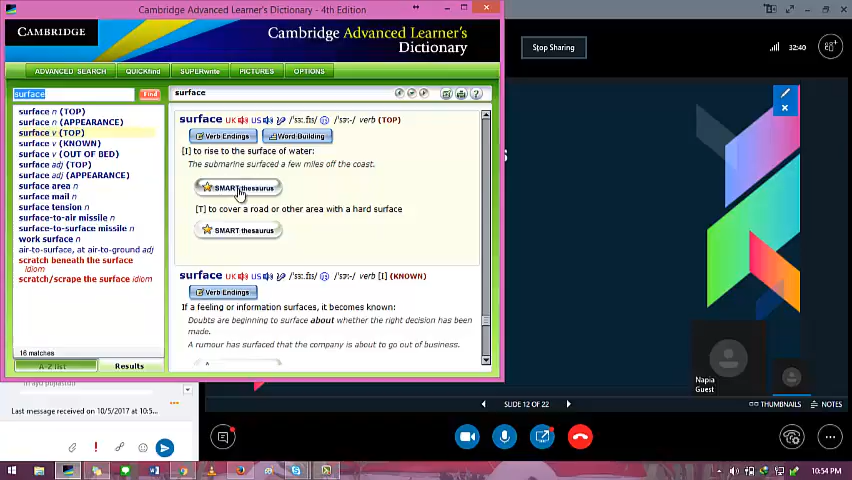 Cambridge Advanced Learner's Dictionary - 4th Edition
CAMBRIDGE
Cambridge Advanced Learner's
Dictionary
ADVANCED SEARCH
QUICKfind
SUPERwrite
PICTURES
OPTIONS
surface
Find
surface
surface n (TOP)
surface n (APPEARANCE)
surface v (TOP)
surface v (KNOWN)
surface v (OUT OF BED)
surface adj (TOP)
surface adj (APPEARANCE)
surface area n
surface mail n
surface tension n
surface-to-air missile n
surface-to-surface missile n
work surface n
air-to-surface, at air-to-ground adj
scratch beneath the surface
idiom
scratch/scrape the surface idiom
16 matches
A-Z list
Results
surface UK US /ˈsɜː.fɪs/ /ˈsɝː-/ verb (TOP)
Verb Endings
Word Building
[I] to rise to the surface of water:
The submarine surfaced a few miles off the coast.
SMART thesaurus
[T] to cover a road or other area with a hard surface
SMART thesaurus
surface UK US /ˈsɜː.fɪs/ /ˈsɝː-/ verb [I] (KNOWN)
Verb Endings
If a feeling or information surfaces, it becomes known:
Doubts are beginning to surface about whether the right decision has been
made.
A rumour has surfaced that the company is about to go out of business.
Last message received on 10/5/2017 at 10:5...
Stop Sharing
32:40
Napia
Guest
SLIDE 12 OF 22
THUMBNAILS
NOTES
10:54 PM